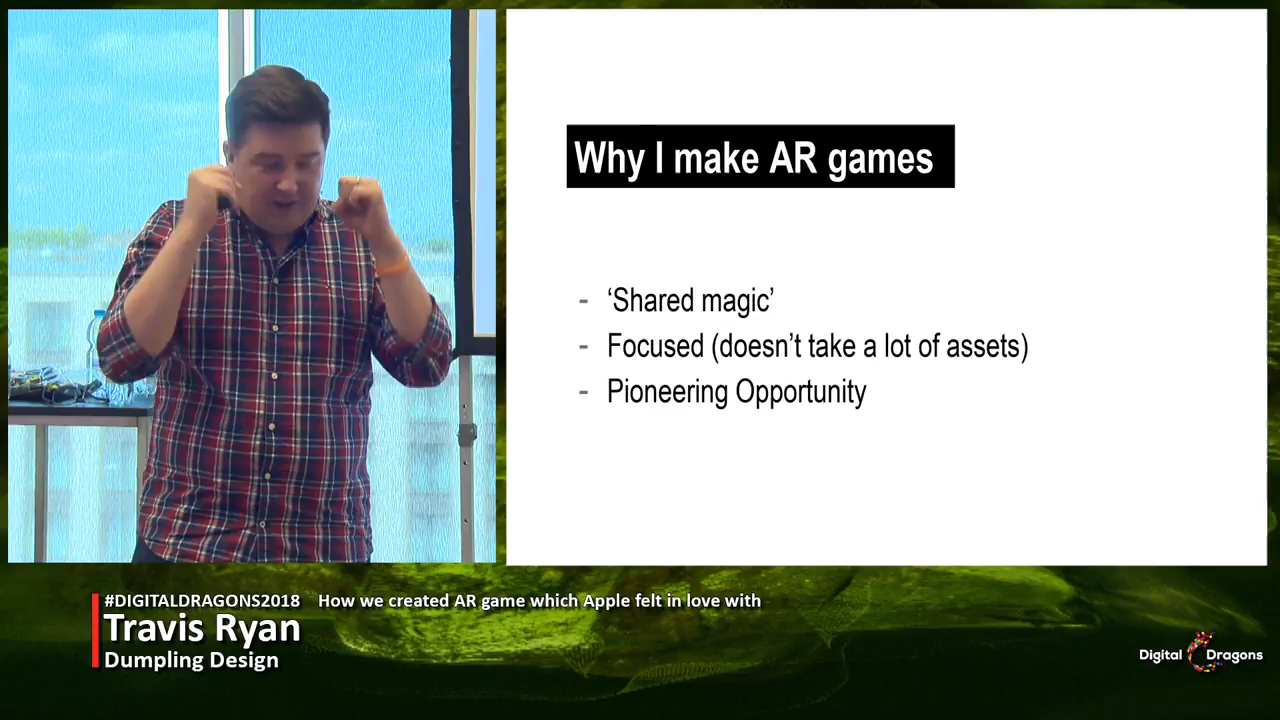 Why I make AR games
- ‘Shared magic’
- Focused (doesn’t take a lot of assets)
- Pioneering Opportunity
#DIGITALDRAGONS2018 How we created AR game which Apple felt in love with
Travis Ryan
Dumpling Design
Digital Dragons